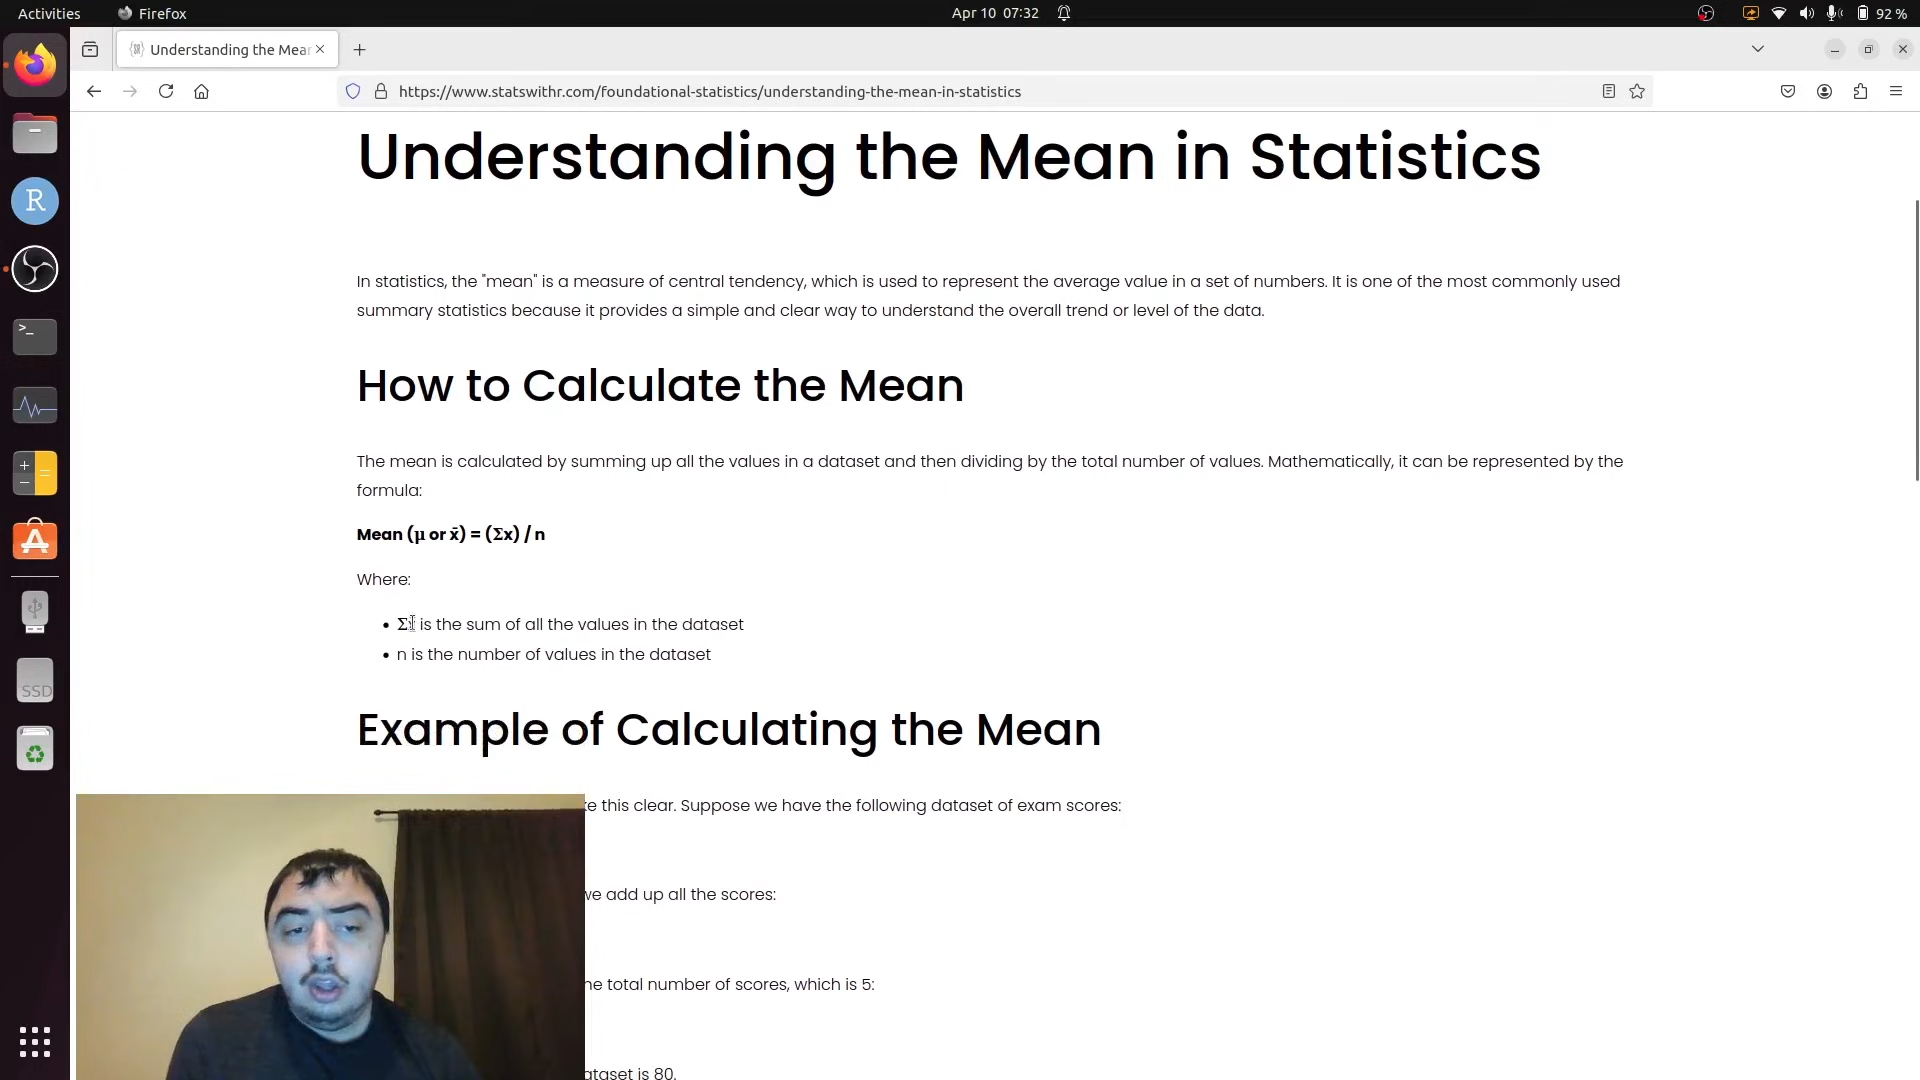 Activities
Firefox
Apr 10 07:32
92 %
Understanding the Mean
https://www.statswithr.com/foundational-statistics/understanding-the-mean-in-statistics
Understanding the Mean in Statistics
In statistics, the "mean" is a measure of central tendency, which is used to represent the average value in a set of numbers. It is one of the most commonly used
summary statistics because it provides a simple and clear way to understand the overall trend or level of the data.
How to Calculate the Mean
The mean is calculated by summing up all the values in a dataset and then dividing by the total number of values. Mathematically, it can be represented by the
formula:
Mean (μ or x̄) = (Σx) / n
Where:
• Σx is the sum of all the values in the dataset
• n is the number of values in the dataset
Example of Calculating the Mean
this clear. Suppose we have the following dataset of exam scores:
we add up all the scores:
total number of scores, which is 5:
is 80.
R
SSD